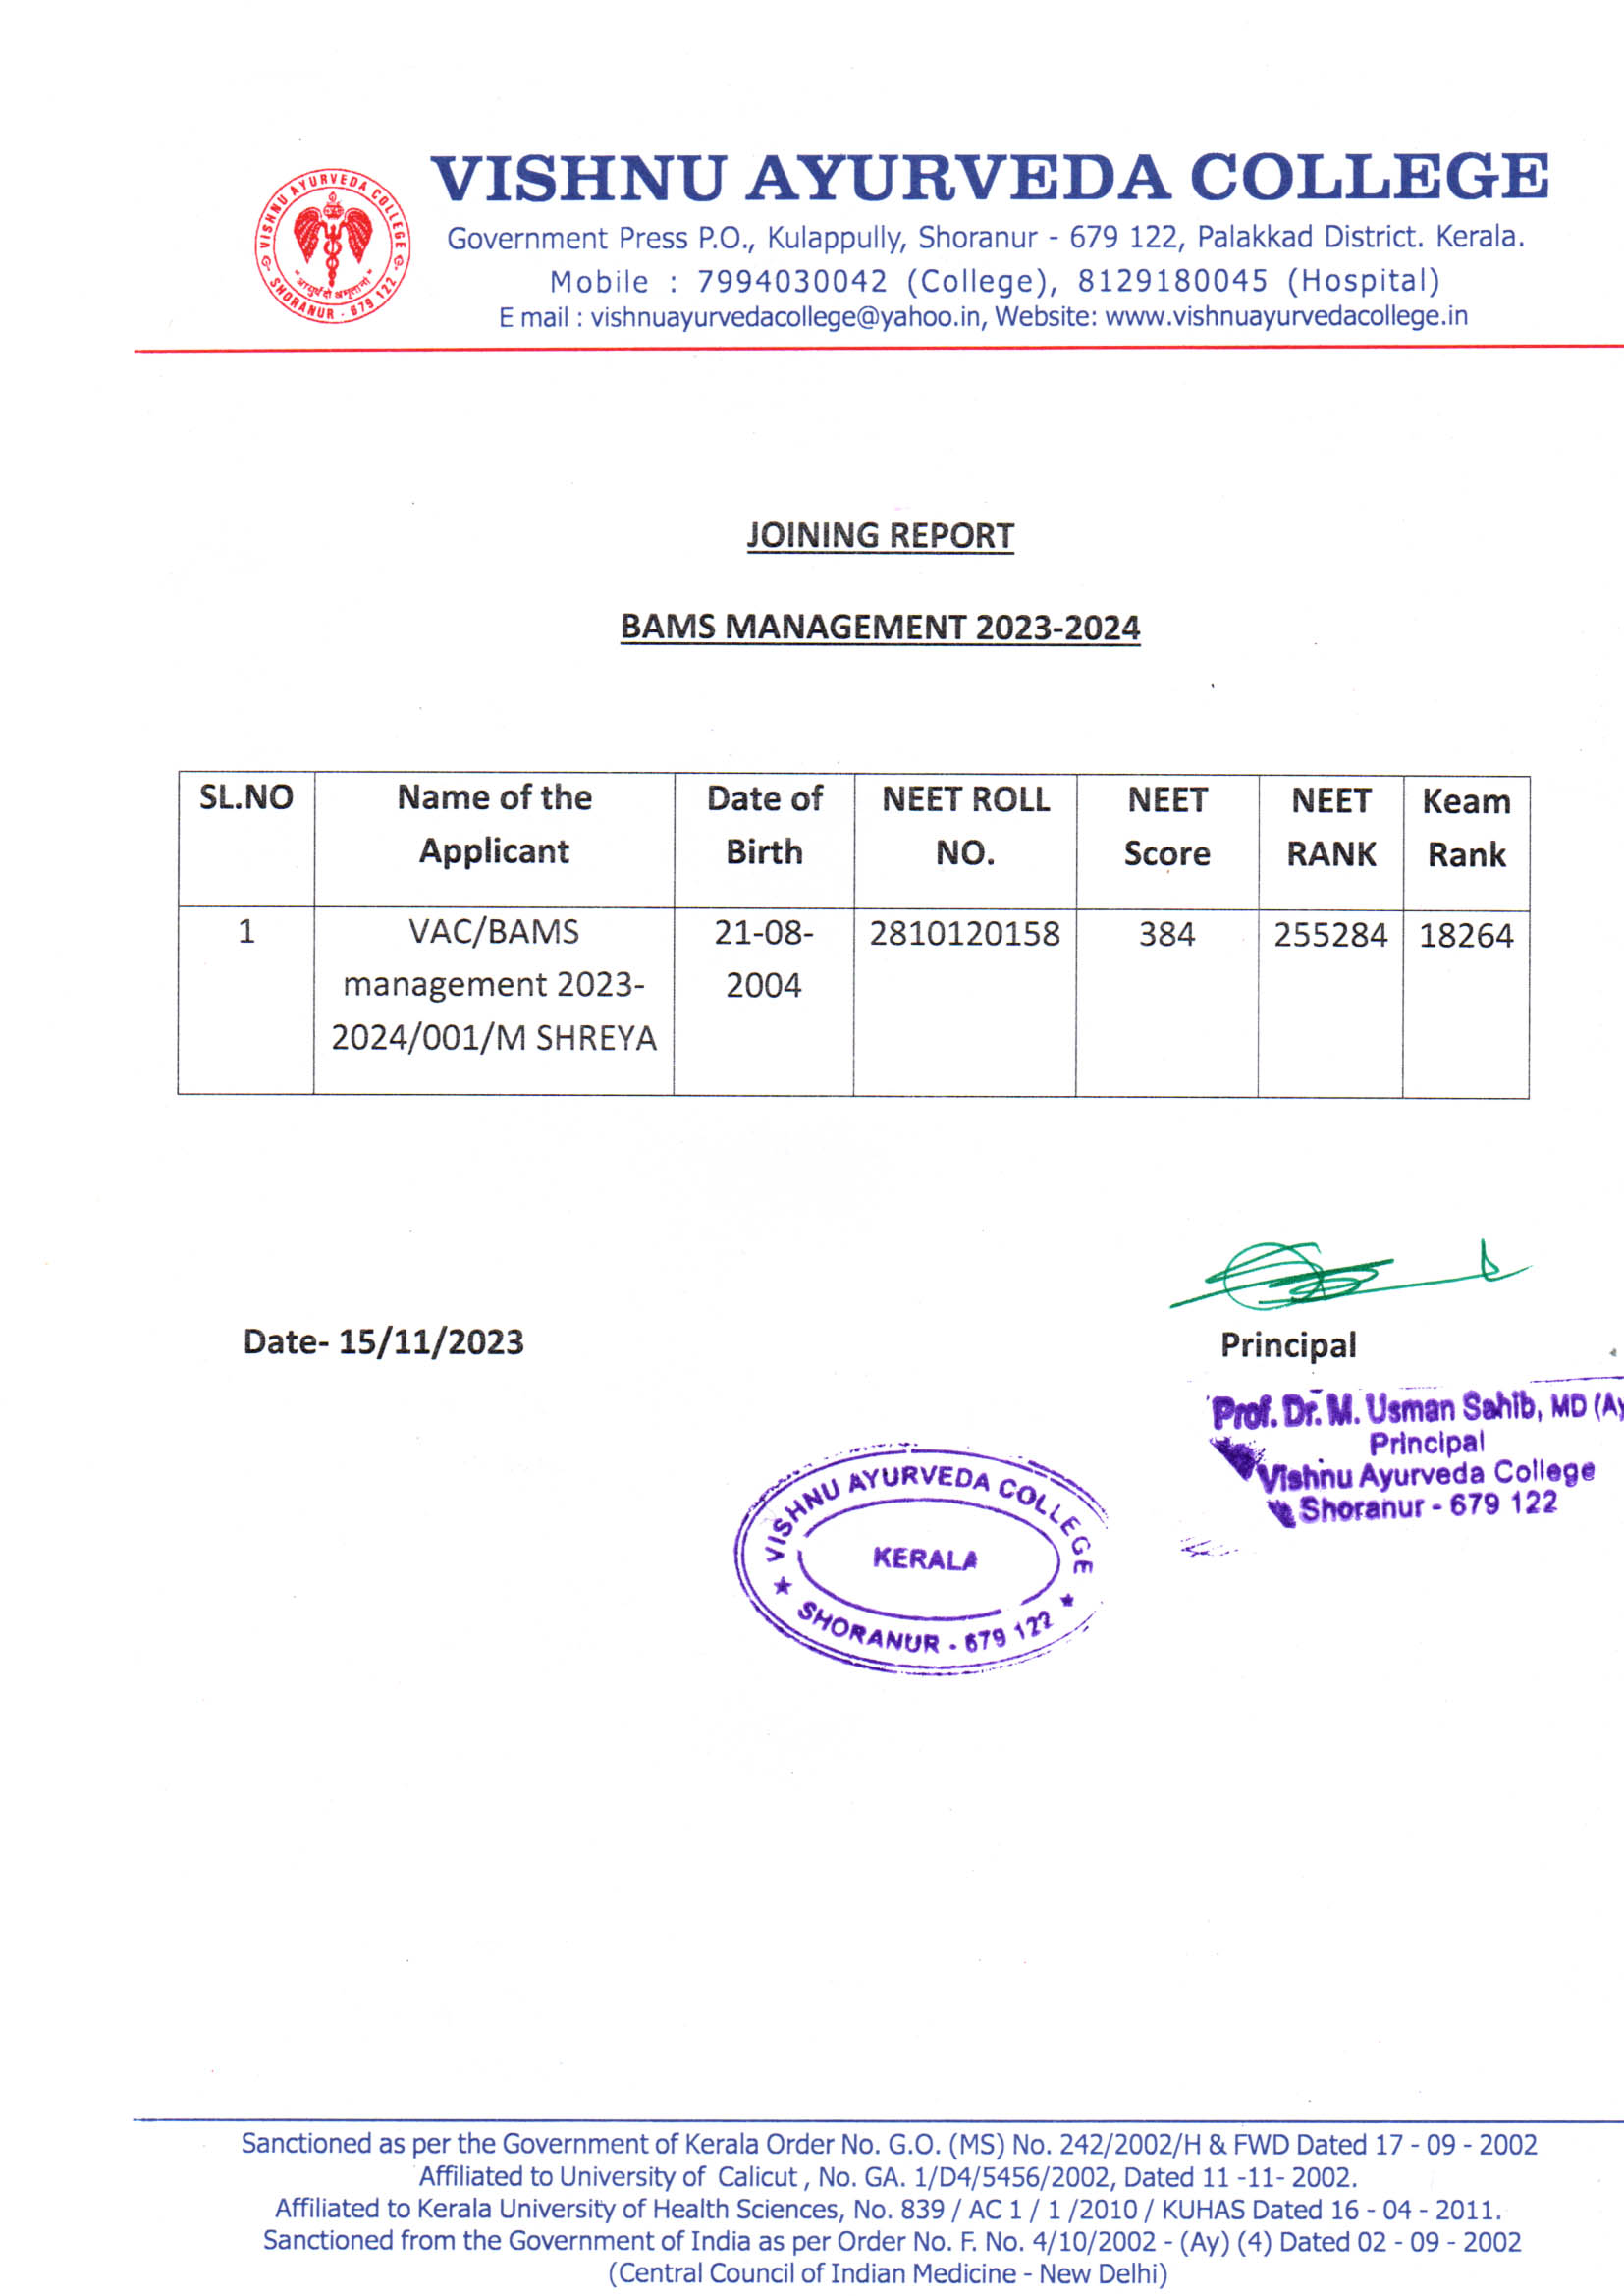 VISHNU AYURVEDA COLLEGE
VISHNU AYURVEDA COLLEGE
SHORANUR - 679 122
Government Press P.O., Kulappully, Shoranur - 679 122, Palakkad District. Kerala.
Mobile : 7994030042 (College), 8129180045 (Hospital)
E mail : vishnuayurvedacollege@yahoo.in, Website: www.vishnuayurvedacollege.in
JOINING REPORT
BAMS MANAGEMENT 2023-2024
SL.NO Name of the Date of NEET ROLL NEET NEET Keam
Applicant Birth NO. Score RANK Rank
1 VAC/BAMS 21-08- 2810120158 384 255284 18264
management 2023- 2004
2024/001/M SHREYA
Date- 15/11/2023 Principal
Prof. Dr. M. Usman Sahib, MD (Ay
Principal
Vishnu Ayurveda College
Shoranur - 679 122
VISHNU AYURVEDA COLLEGE
KERALA
SHORANUR - 679 122
Sanctioned as per the Government of Kerala Order No. G.O. (MS) No. 242/2002/H & FWD Dated 17 - 09 - 2002
Affiliated to University of Calicut , No. GA. 1/D4/5456/2002, Dated 11 -11- 2002.
Affiliated to Kerala University of Health Sciences, No. 839 / AC 1 / 1 /2010 / KUHAS Dated 16 - 04 - 2011.
Sanctioned from the Government of India as per Order No. F. No. 4/10/2002 - (Ay) (4) Dated 02 - 09 - 2002
(Central Council of Indian Medicine - New Delhi)